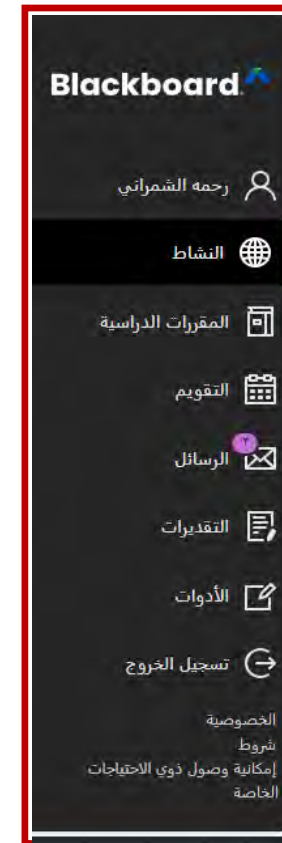 Blackboard
رحمه الشمراني
النشاط
المقررات الدراسية
التقويم
٢
الرسائل
التقديرات
الأدوات
تسجيل الخروج
الخصوصية
شروط
إمكانية وصول ذوي الاحتياجات
الخاصة